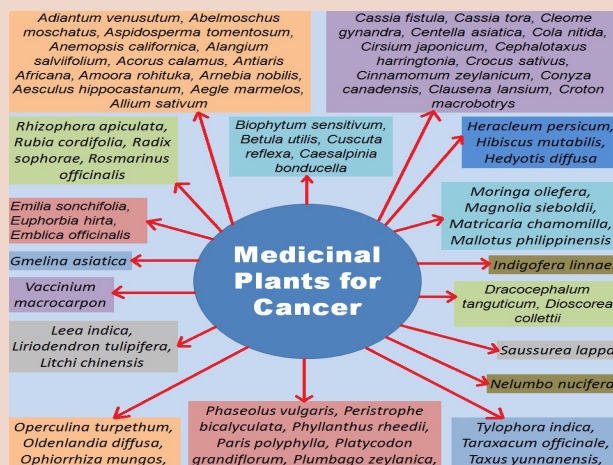 Adiantum venusutum, Abelmoschus
moschatus, Aspidosperma tomentosum,
Anemopsis californica, Alangium
salviifolium, Acorus calamus, Antiaris
Africana, Amoora rohituka, Arnebia nobilis,
Aesculus hippocastanum, Aegle marmelos,
Allium sativum
Cassia fistula, Cassia tora, Cleome
gynandra, Centella asiatica, Cola nitida,
Cirsium japonicum, Cephalotaxus
harringtonia, Crocus sativus,
Cinnamomum zeylanicum, Conyza
canadensis, Clausena lansium, Croton
macrobotrys
Rhizophora apiculata,
Rubia cordifolia, Radix
sophorae, Rosmarinus
officinalis
Biophytum sensitivum,
Betula utilis, Cuscuta
reflexa, Caesalpinia
bonducella
Heracleum persicum,
Hibiscus mutabilis,
Hedyotis diffusa
Emilia sonchifolia,
Euphorbia hirta,
Emblica officinalis
Moringa oliefera,
Magnolia sieboldii,
Matricaria chamomilla,
Mallotus philippinensis
Gmelina asiatica
Medicinal
Plants for
Cancer
Indigofera linnae
Vaccinium
macrocarpon
Dracocephalum
tanguticum, Dioscorea
collettii
Leea indica,
Liriodendron tulipifera,
Litchi chinensis
Saussurea lappa
Nelumbo nucifera
Operculina turpethum,
Oldenlandia diffusa,
Ophiorrhiza mungos,
Phaseolus vulgaris, Peristrophe
bicalyculata, Phyllanthus rheedii,
Paris polyphylla, Platycodon
grandiflorum, Plumbago zeylanica,
Tylophora indica,
Taraxacum officinale,
Taxus yunnanensis,